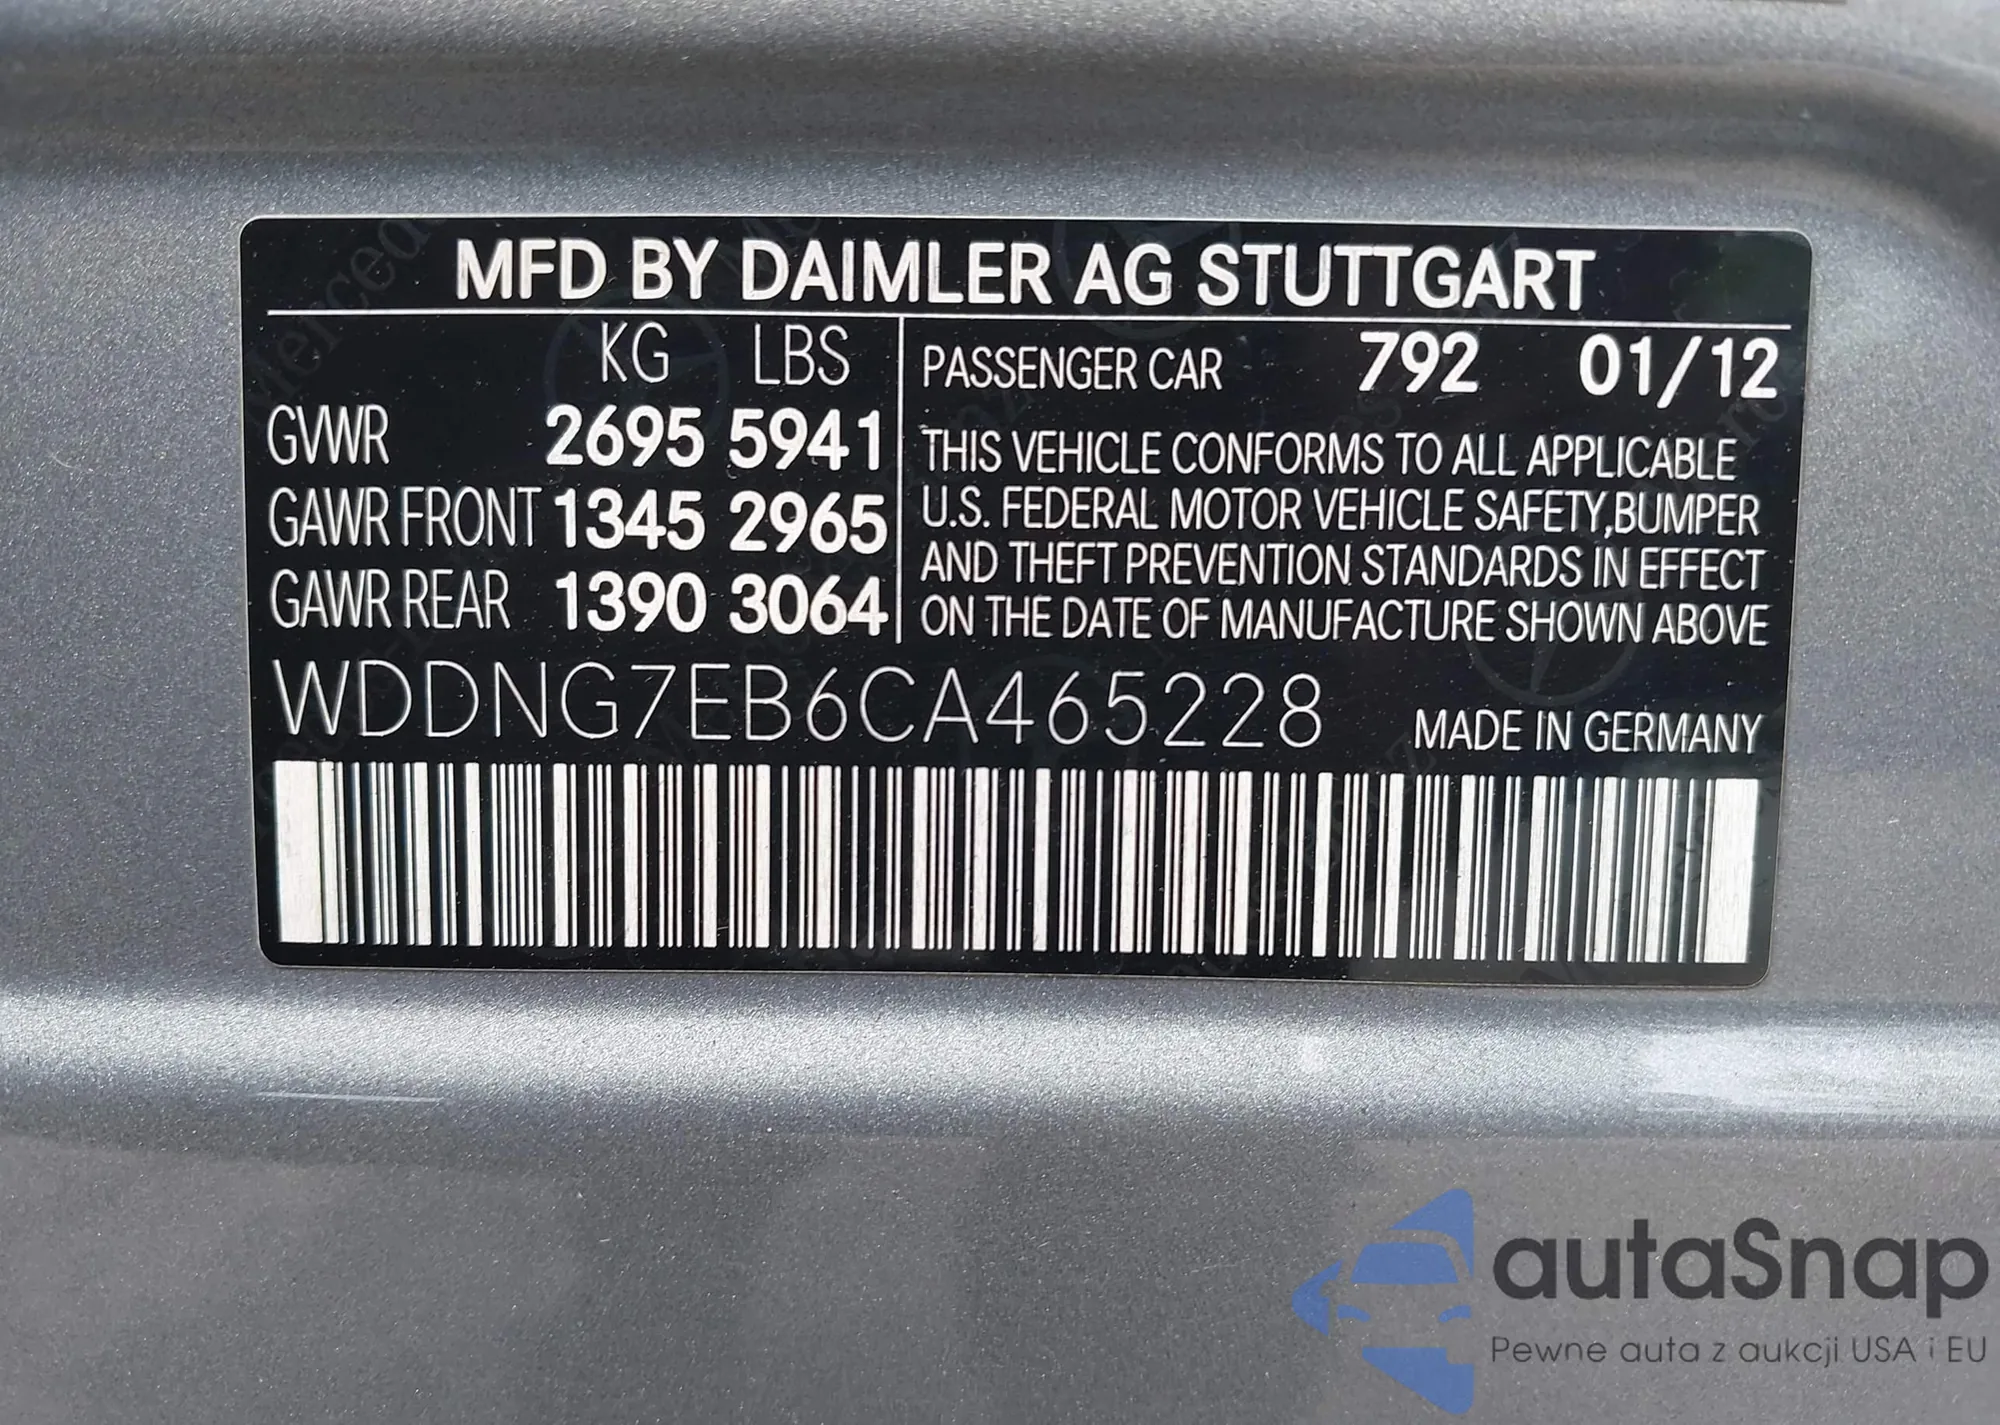 MFD BY DAIMLER AG STUTTGART
KG LBS
GVWR 2695 5941
GAWR FRONT 1345 2965
GAWR REAR 1390 3064
PASSENGER CAR 792 01/12
THIS VEHICLE CONFORMS TO ALL APPLICABLE
U.S. FEDERAL MOTOR VEHICLE SAFETY,BUMPER
AND THEFT PREVENTION STANDARDS IN EFFECT
ON THE DATE OF MANUFACTURE SHOWN ABOVE
WDDNG7EB6CA465228 MADE IN GERMANY
autaSnap
Pewne auta z aukcji USA i EU